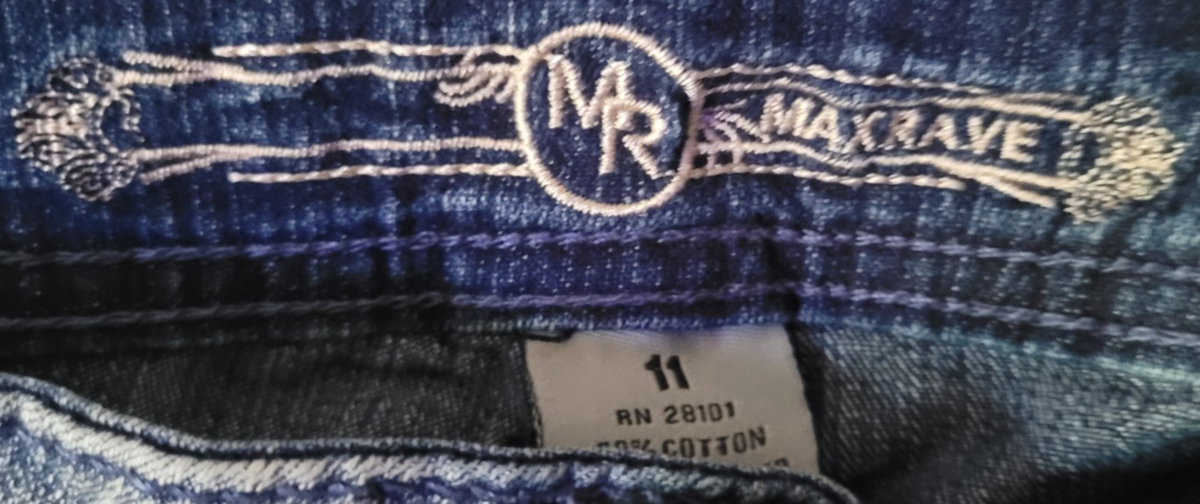 MR
MAXRAVE
11
RN 28101
COTTON